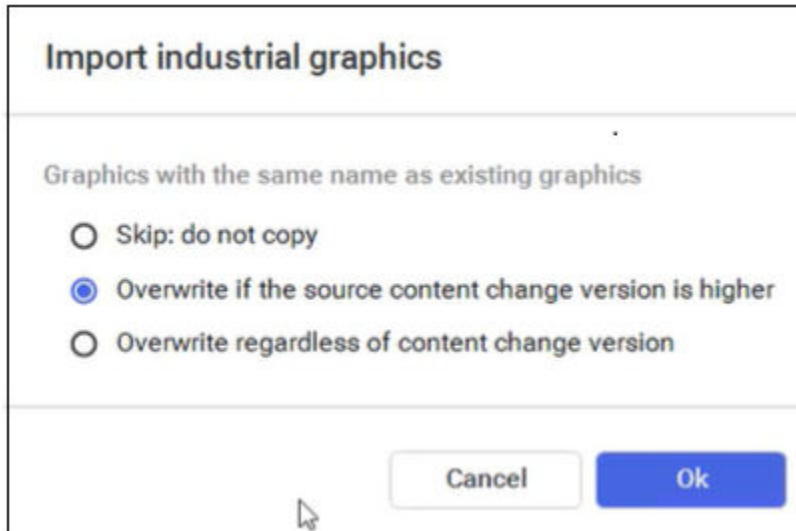 Import industrial graphics
Graphics with the same name as existing graphics
Skip: do not copy
Overwrite if the source content change version is higher
Overwrite regardless of content change version
Cancel
Ok